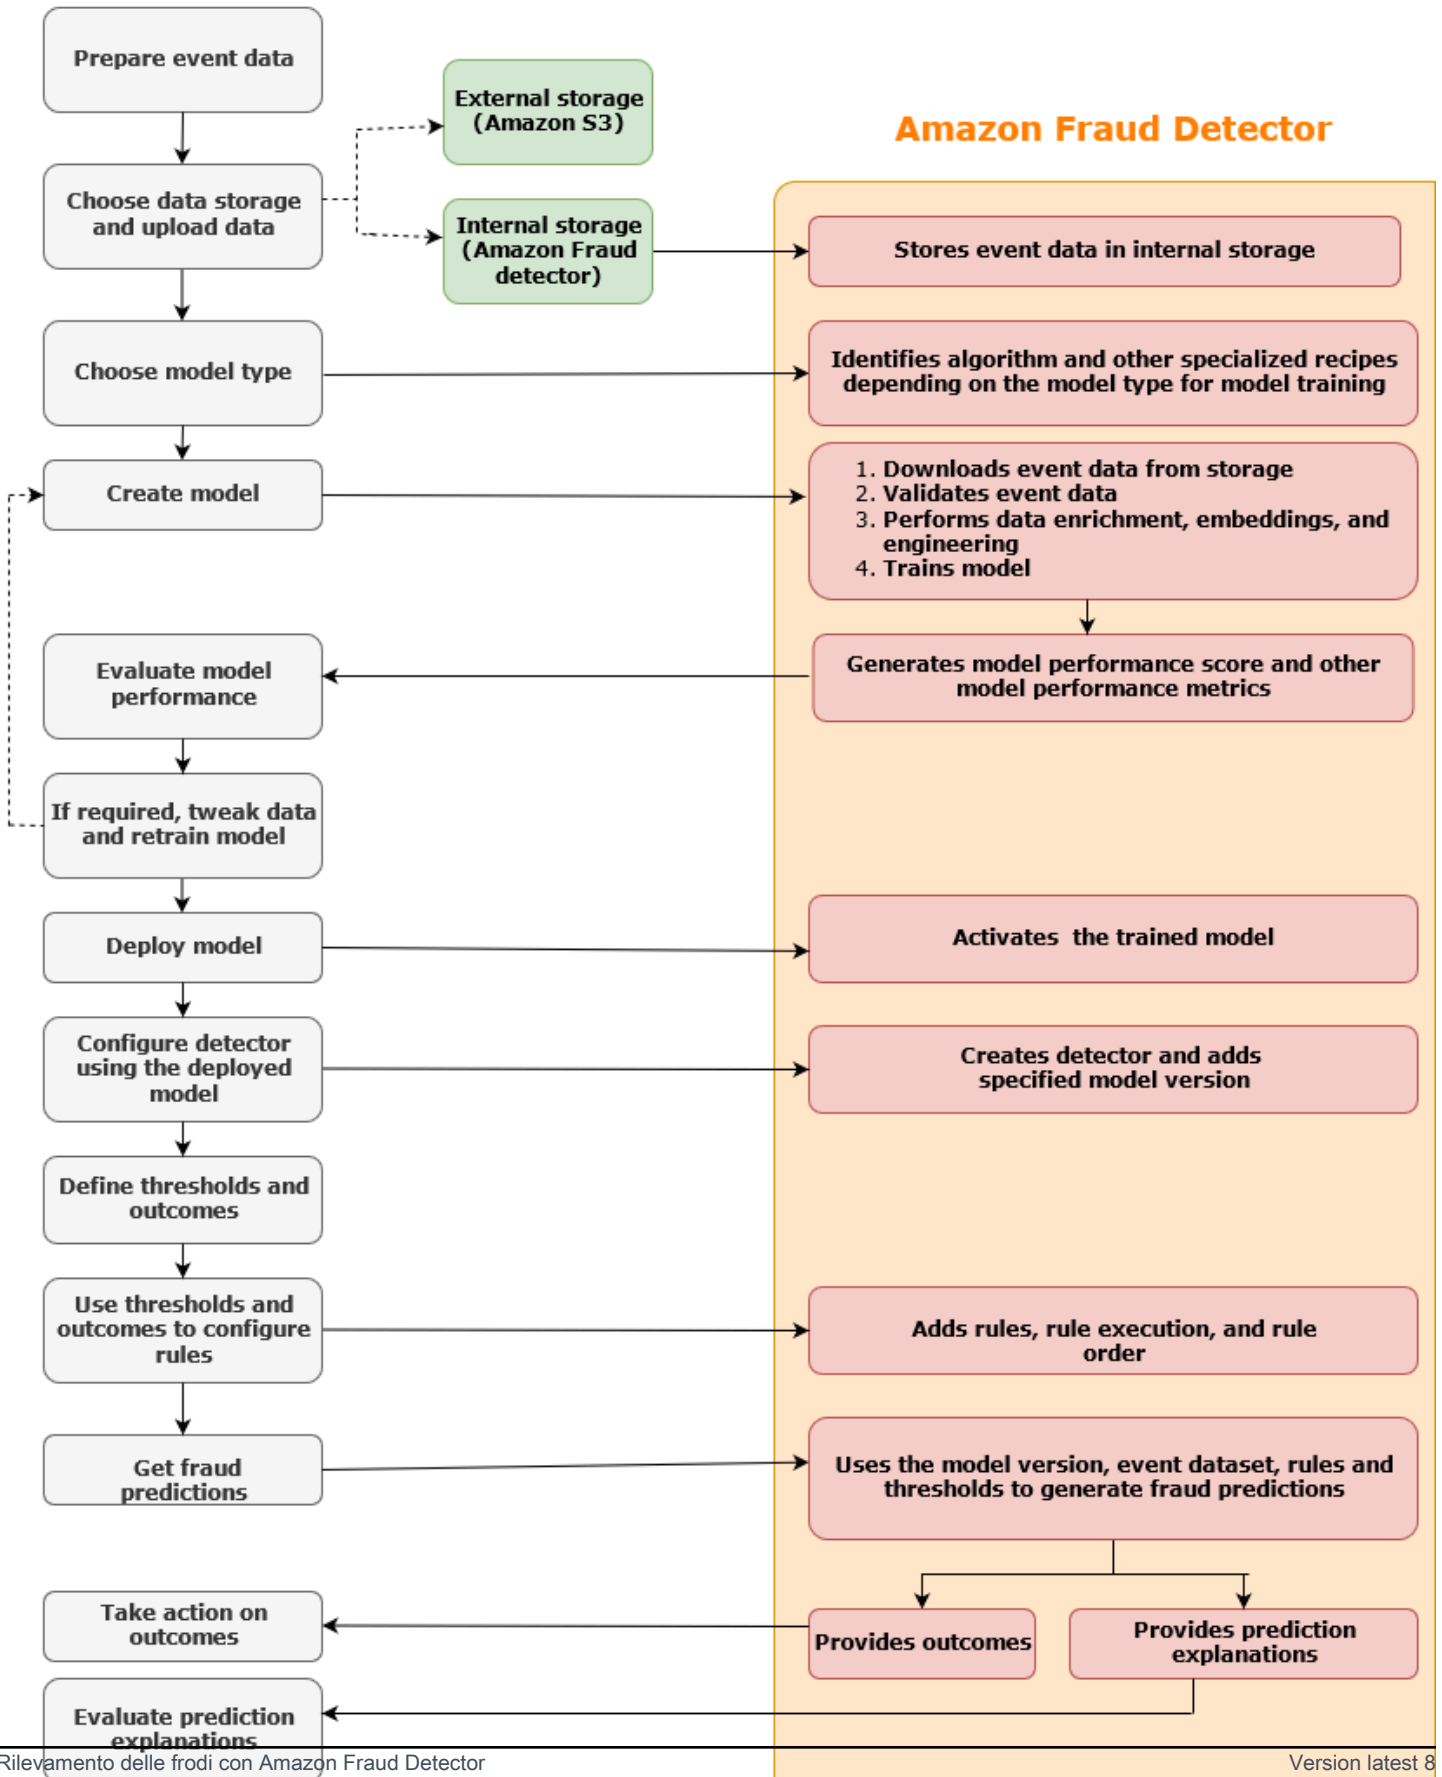 Prepare event data
External storage
(Amazon S3)
Amazon Fraud Detector
Choose data storage
and upload data
Internal storage
(Amazon Fraud
detector)
Stores event data in internal storage
Choose model type
Identifies algorithm and other specialized recipes
depending on the model type for model training
Create model
1. Downloads event data from storage
2. Validates event data
3. Performs data enrichment, embeddings, and
engineering
4. Trains model
Evaluate model
performance
Generates model performance score and other
model performance metrics
If required, tweak data
and retrain model
Deploy model
Activates the trained model
Configure detector
using the deployed
model
Creates detector and adds
specified model version
Define thresholds and
outcomes
Use thresholds and
outcomes to configure
rules
Adds rules, rule execution, and rule
order
Get fraud
predictions
Uses the model version, event dataset, rules and
thresholds to generate fraud predictions
Take action on
outcomes
Provides outcomes
Provides prediction
explanations
Evaluate prediction
explanations
Rilevamento delle frodi con Amazon Fraud Detector
Version latest 8